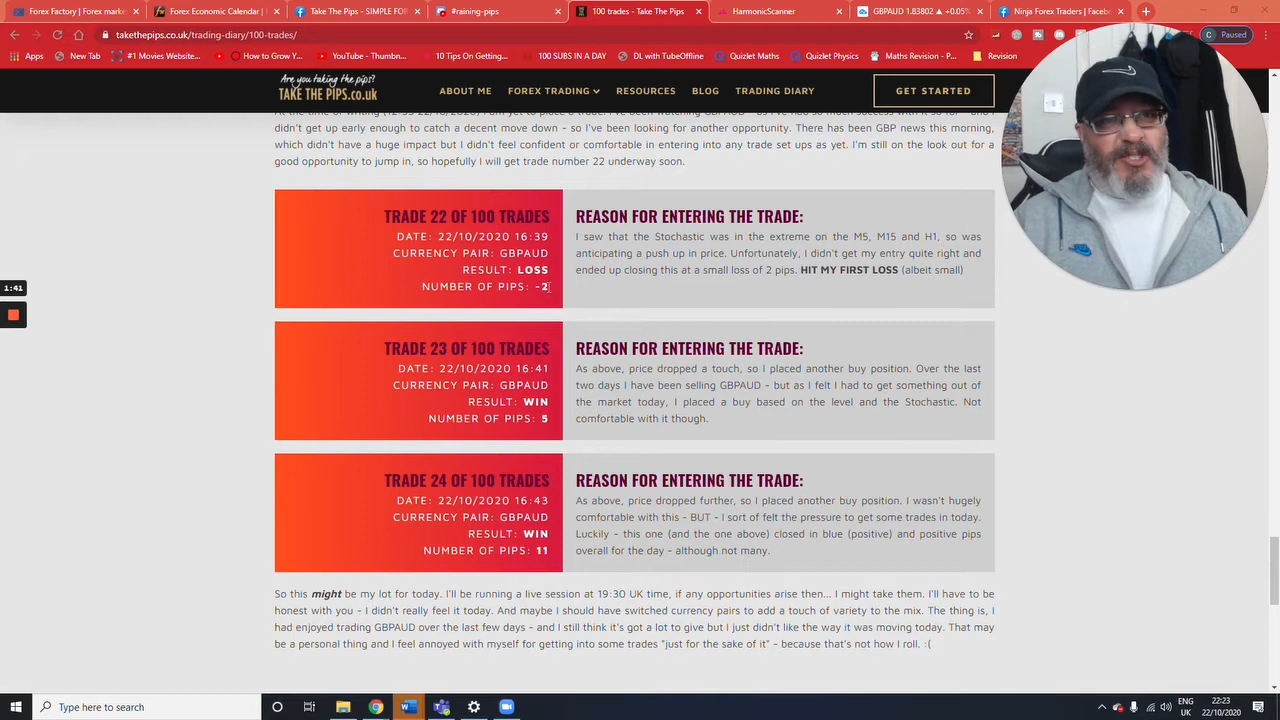 Forex Factory | Forex market
Forex Economic Calendar |
Take The Pips - SIMPLE FOR
#raining-pips
100 trades - Take The Pips
HarmonicScanner
GBPAUD 1.83802 ▲ +0.05%
Ninja Forex Traders | Faceb
takethepips.co.uk/trading-diary/100-trades/
C Paused
Apps
New Tab
#1 Movies Website...
How to Grow Y...
YouTube - Thumbn...
10 Tips On Getting...
100 SUBS IN A DAY
DL with TubeOffline
Quizlet Maths
Quizlet Physics
Maths Revision - P...
Revision
Are you taking the pips?
TAKE THE PIPS.co.uk
ABOUT ME
FOREX TRADING
RESOURCES
BLOG
TRADING DIARY
GET STARTED
didn't get up early enough to catch a decent move down - so I've been looking for another opportunity. There has been GBP news this morning,
which didn't have a huge impact but I didn't feel confident or comfortable in entering into any trade set ups as yet. I'm still on the look out for a
good opportunity to jump in, so hopefully I will get trade number 22 underway soon.
TRADE 22 OF 100 TRADES
DATE: 22/10/2020 16:39
CURRENCY PAIR: GBPAUD
RESULT: LOSS
NUMBER OF PIPS: -2
REASON FOR ENTERING THE TRADE:
I saw that the Stochastic was in the extreme on the M5, M15 and H1, so was
anticipating a push up in price. Unfortunately, I didn't get my entry quite right and
ended up closing this at a small loss of 2 pips. HIT MY FIRST LOSS (albeit small)
1:41
TRADE 23 OF 100 TRADES
DATE: 22/10/2020 16:41
CURRENCY PAIR: GBPAUD
RESULT: WIN
NUMBER OF PIPS: 5
REASON FOR ENTERING THE TRADE:
As above, price dropped a touch, so I placed another buy position. Over the last
two days I have been selling GBPAUD - but as I felt I had to get something out of
the market today, I placed a buy based on the level and the Stochastic. Not
comfortable with it though.
TRADE 24 OF 100 TRADES
DATE: 22/10/2020 16:43
CURRENCY PAIR: GBPAUD
RESULT: WIN
NUMBER OF PIPS: 11
REASON FOR ENTERING THE TRADE:
As above, price dropped further, so I placed another buy position. I wasn't hugely
comfortable with this - BUT - I sort of felt the pressure to get some trades in today.
Luckily - this one (and the one above) closed in blue (positive) and positive pips
overall for the day - although not many.
So this might be my lot for today. I'll be running a live session at 19:30 UK time, if any opportunities arise then... I might take them. I'll have to be
honest with you - I didn't really feel it today. And maybe I should have switched currency pairs to add a touch of variety to the mix. The thing is, I
had enjoyed trading GBPAUD over the last few days - and I still think it's got a lot to give but I just didn't like the way it was moving today. That may
be a personal thing and I feel annoyed with myself for getting into some trades "just for the sake of it" - because that's not how I roll. :(
Type here to search
ENG
UK
22:23
22/10/2020